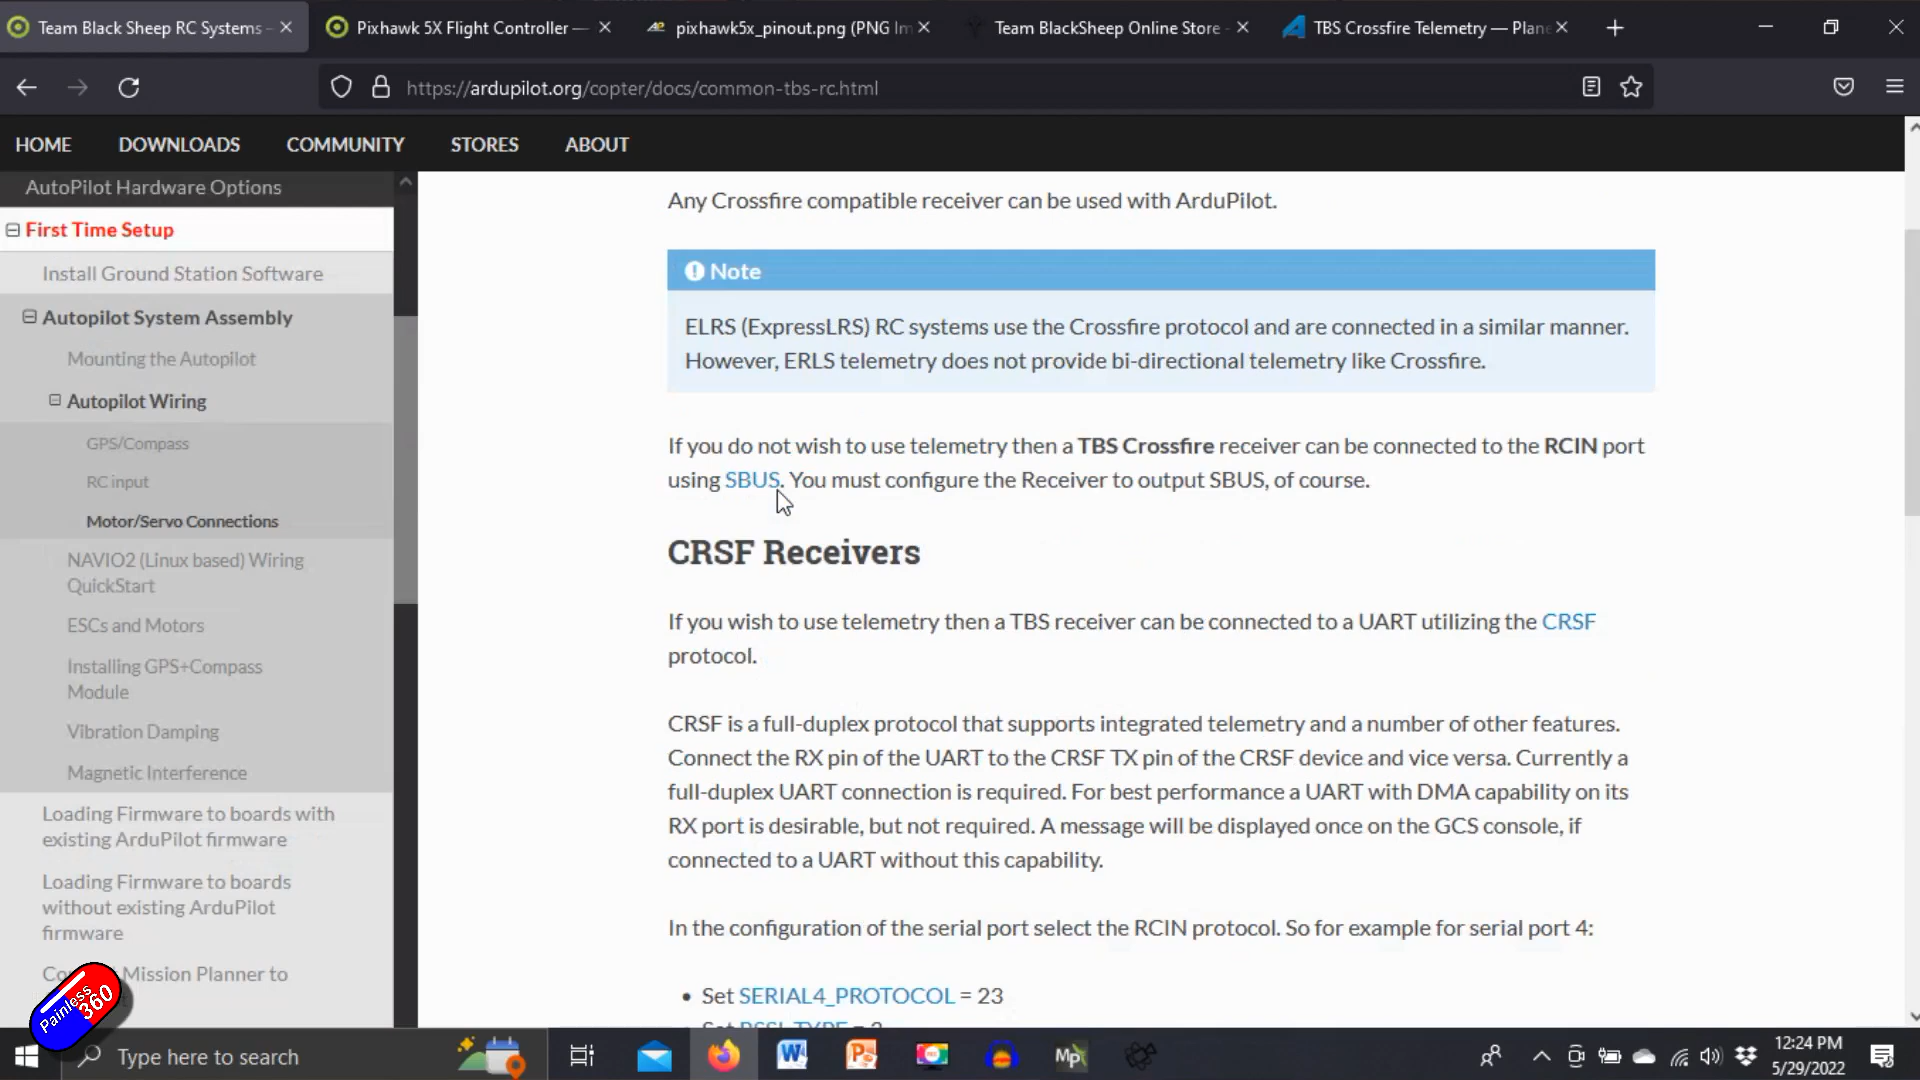 Team Black Sheep RC Systems -
Pixhawk 5X Flight Controller —
pixhawk5x_pinout.png (PNG Im
Team BlackSheep Online Store -
TBS Crossfire Telemetry — Plane
https://ardupilot.org/copter/docs/common-tbs-rc.html
HOME DOWNLOADS COMMUNITY STORES ABOUT
AutoPilot Hardware Options
First Time Setup
Install Ground Station Software
Autopilot System Assembly
Mounting the Autopilot
Autopilot Wiring
GPS/Compass
RC input
Motor/Servo Connections
NAVIO2 (Linux based) Wiring
QuickStart
ESCs and Motors
Installing GPS+Compass
Module
Vibration Damping
Magnetic Interference
Loading Firmware to boards with
existing ArduPilot firmware
Loading Firmware to boards
without existing ArduPilot
firmware
Mission Planner to
Any Crossfire compatible receiver can be used with ArduPilot.
Note
ELRS (ExpressLRS) RC systems use the Crossfire protocol and are connected in a similar manner.
However, ERLS telemetry does not provide bi-directional telemetry like Crossfire.
If you do not wish to use telemetry then a TBS Crossfire receiver can be connected to the RCIN port
using SBUS. You must configure the Receiver to output SBUS, of course.
CRSF Receivers
If you wish to use telemetry then a TBS receiver can be connected to a UART utilizing the CRSF
protocol.
CRSF is a full-duplex protocol that supports integrated telemetry and a number of other features.
Connect the RX pin of the UART to the CRSF TX pin of the CRSF device and vice versa. Currently a
full-duplex UART connection is required. For best performance a UART with DMA capability on its
RX port is desirable, but not required. A message will be displayed once on the GCS console, if
connected to a UART without this capability.
In the configuration of the serial port select the RCIN protocol. So for example for serial port 4:
• Set SERIAL4_PROTOCOL = 23
Painless360
Type here to search
Mp
12:24 PM
5/29/2022